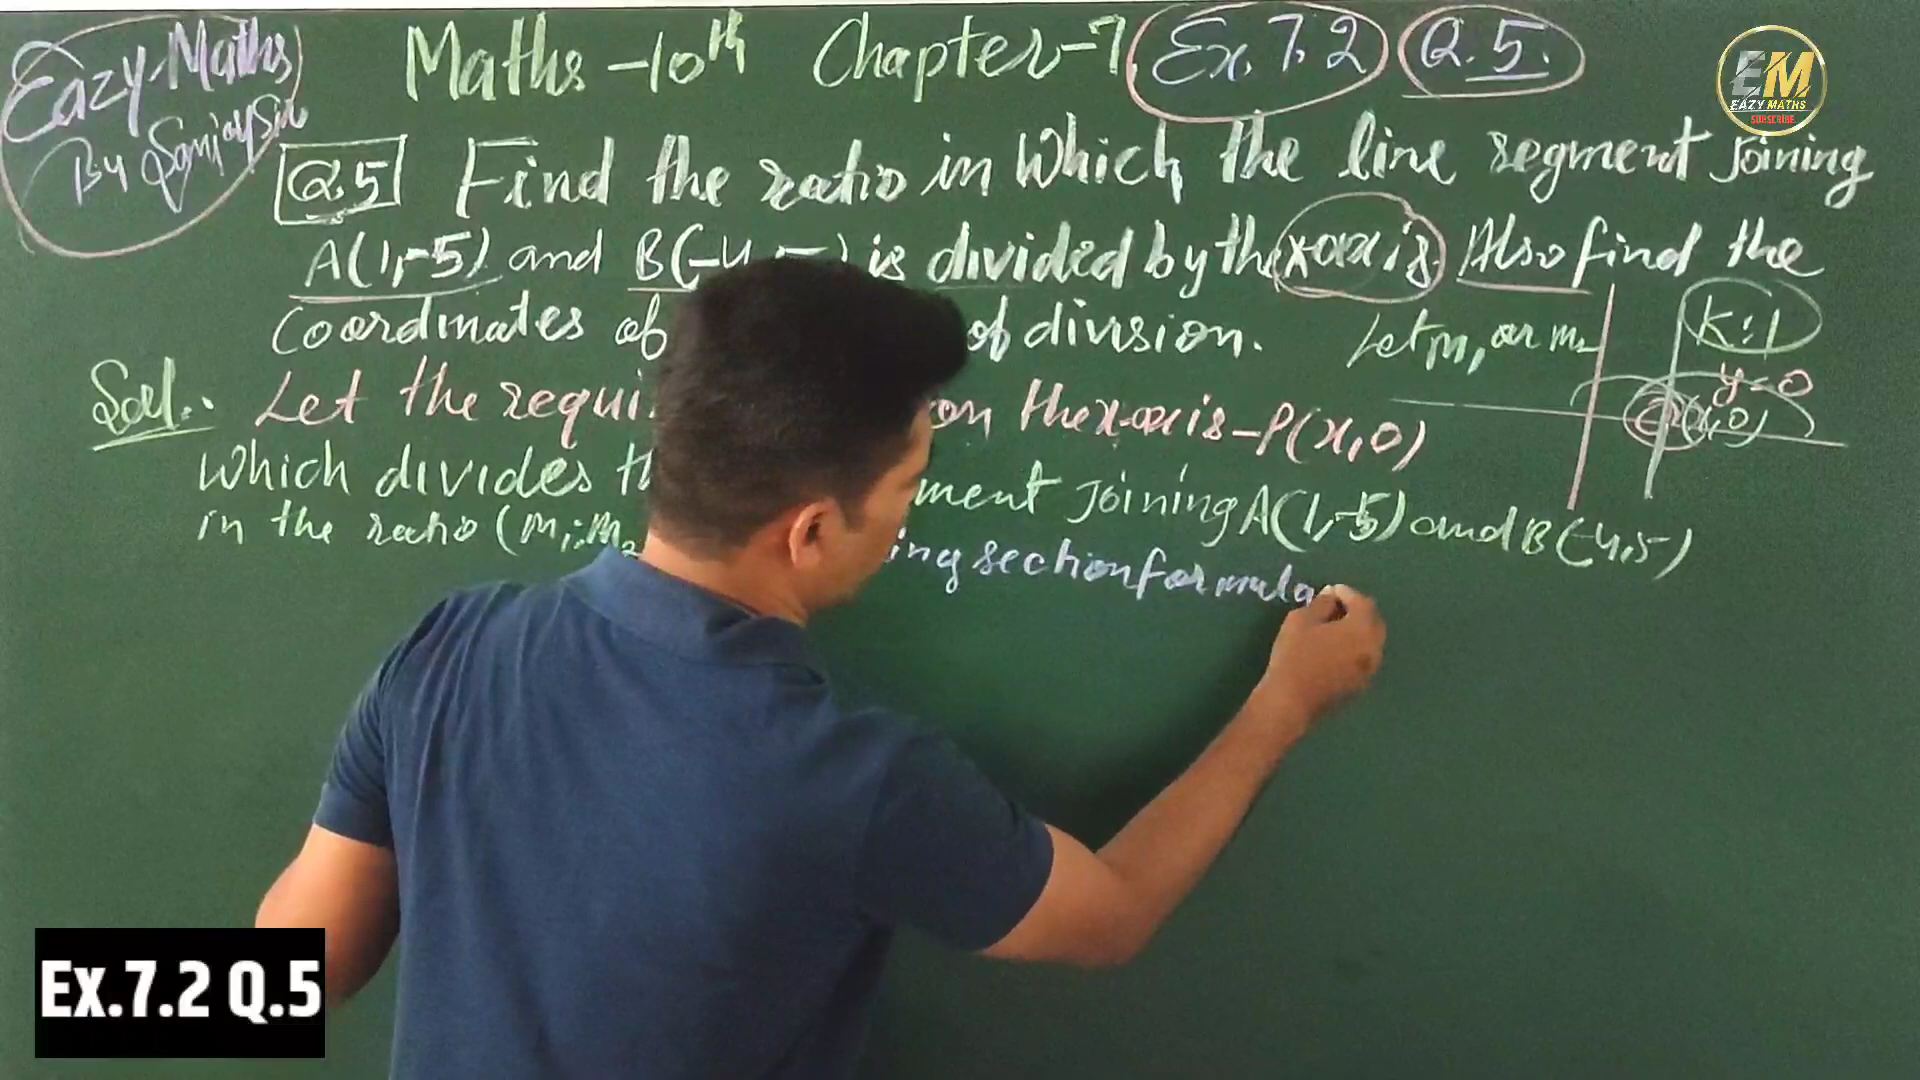 Eazy Maths
By Sanjay Sir
Maths-10th Chapter-7, Ex. 7.2 Q.5.
EM
EAZY MATHS
SUBSCRIBE
Q.5 Find the ratio in which the line segment joining
A(1,-5) and B(-4, is divided by the x-axis. Also find the
coordinates of of division.
Let m1 or m2
K:1
y=0
(x,0)
Sol.. Let the requi on the x-axis-P(x,0)
which divides ment joining A(1,-5) and B(-4,5)
in the ratio (m1:m2 ing section formula
Ex.7.2 Q.5